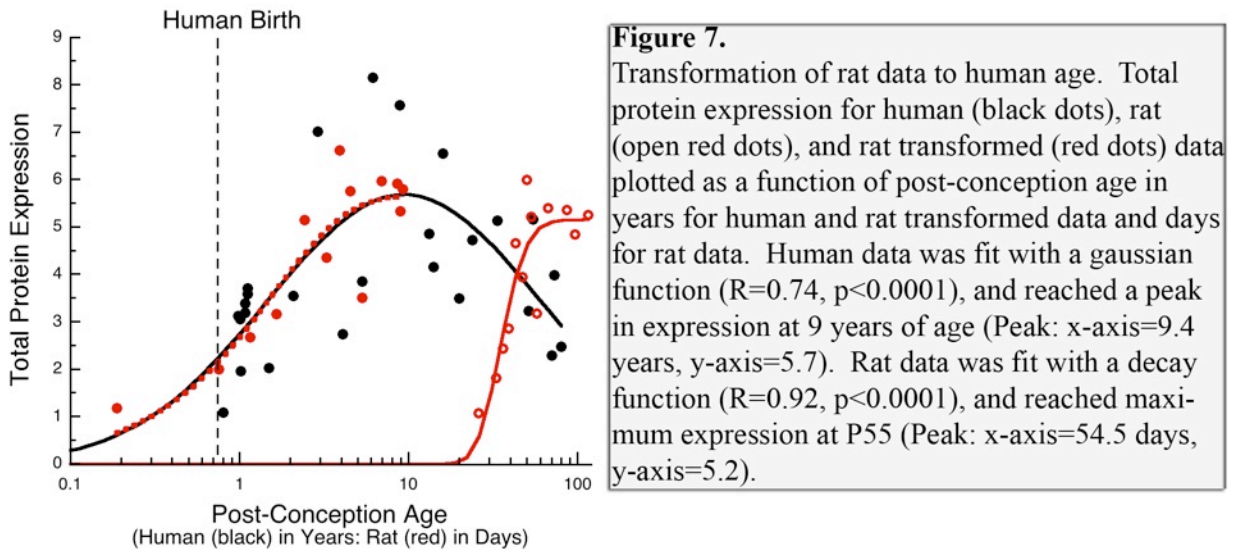 Human Birth
9
8
7
6
5
4
3
2
1
0
Total Protein Expression
0.1 1 10 100
Post-Conception Age
(Human (black) in Years: Rat (red) in Days)
Figure 7.
Transformation of rat data to human age. Total
protein expression for human (black dots), rat
(open red dots), and rat transformed (red dots) data
plotted as a function of post-conception age in
years for human and rat transformed data and days
for rat data. Human data was fit with a gaussian
function (R=0.74, p<0.0001), and reached a peak
in expression at 9 years of age (Peak: x-axis=9.4
years, y-axis=5.7). Rat data was fit with a decay
function (R=0.92, p<0.0001), and reached maxi-
mum expression at P55 (Peak: x-axis=54.5 days,
y-axis=5.2).